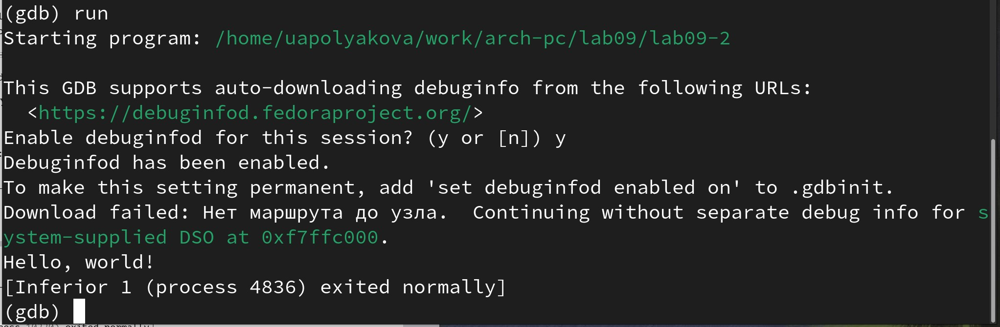 (gdb) run
Starting program: /home/uapolyakova/work/arch-pc/lab09/lab09-2
This GDB supports auto-downloading debuginfo from the following URLs:
<https://debuginfod.fedoraproject.org/>
Enable debuginfod for this session? (y or [n]) y
Debuginfod has been enabled.
To make this setting permanent, add 'set debuginfod enabled on' to .gdbinit.
Download failed: Нет маршрута до узла.  Continuing without separate debug info for s
ystem-supplied DSO at 0xf7ffc000.
Hello, world!
[Inferior 1 (process 4836) exited normally]
(gdb)